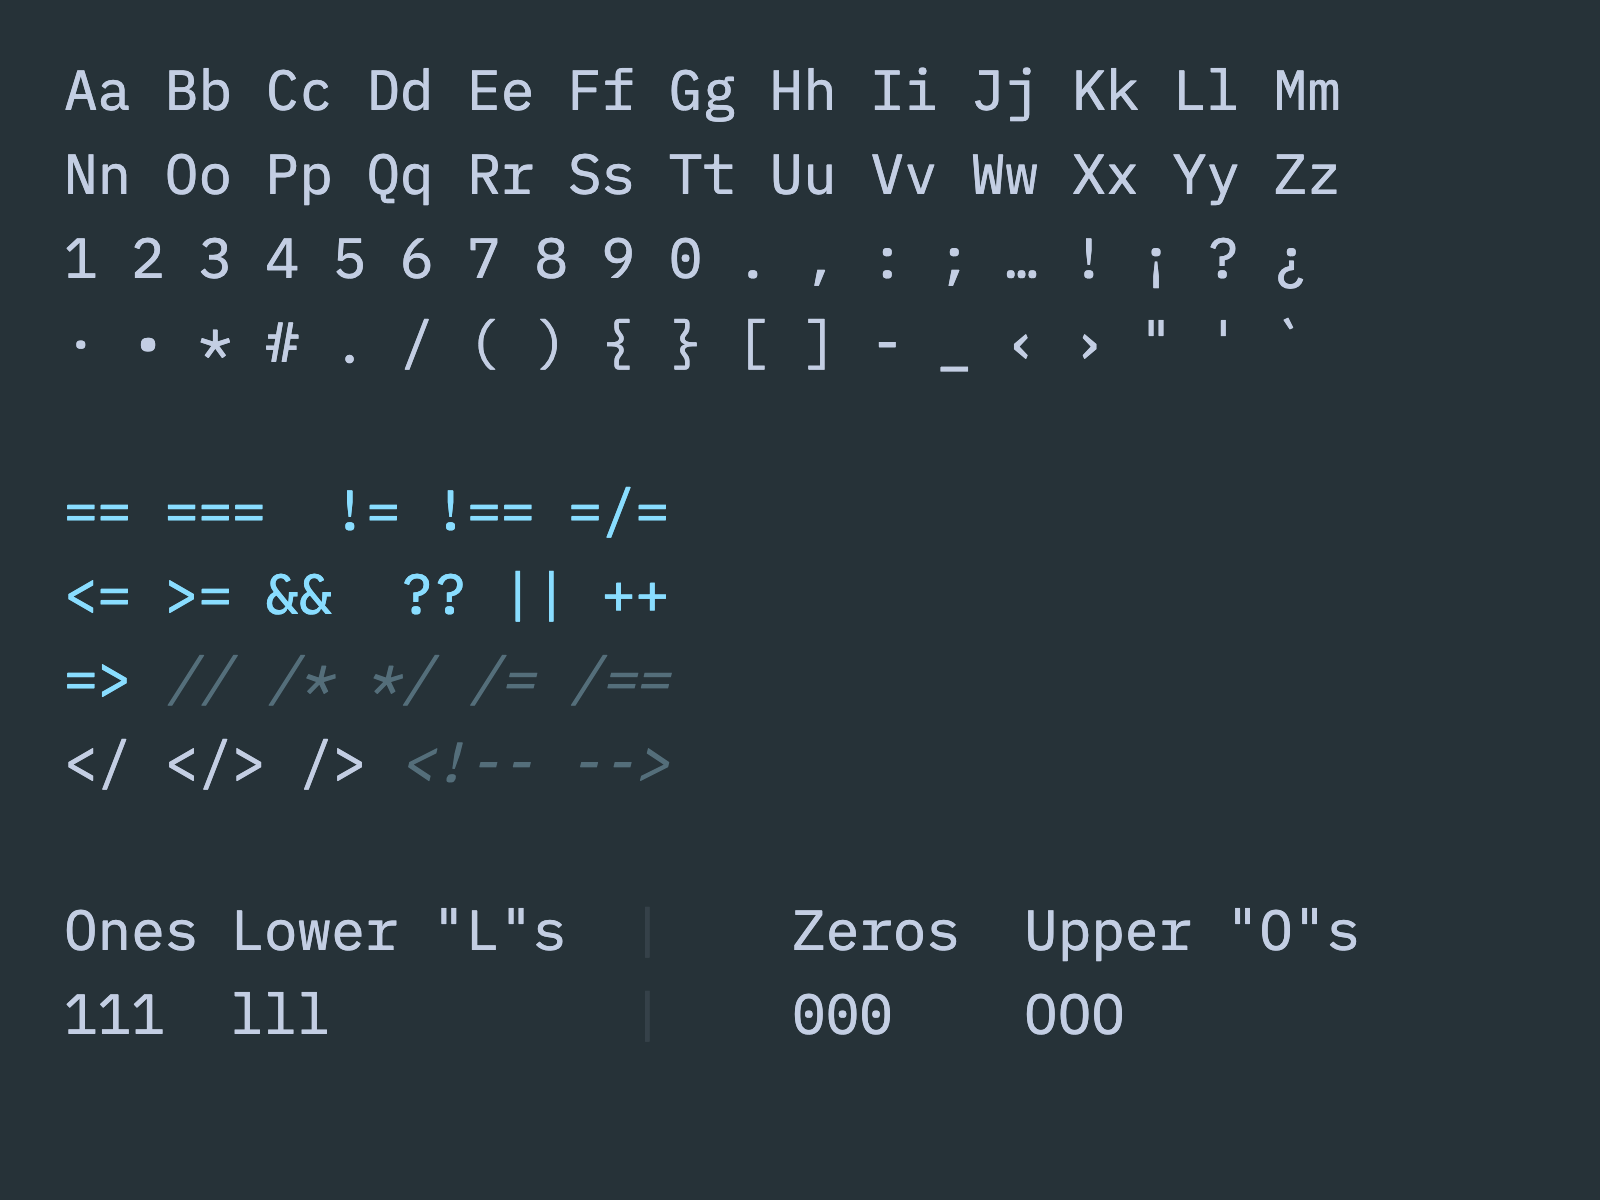 Aa Bb Cc Dd Ee Ff Gg Hh Ii Jj Kk Ll Mm
Nn Oo Pp Qq Rr Ss Tt Uu Vv Ww Xx Yy Zz
1 2 3 4 5 6 7 8 9 0 . , : ; … ! ¡ ? ¿
· • * # . / ( ) { } [ ] - _ ‹ › " ' `
== ===  != !== =/=
<= >= &&  ?? || ++
=> // /* */ /= /==
</ </> /> <!-- -->
Ones Lower "L"s  |    Zeros  Upper "O"s
111  lll         |    000    OOO